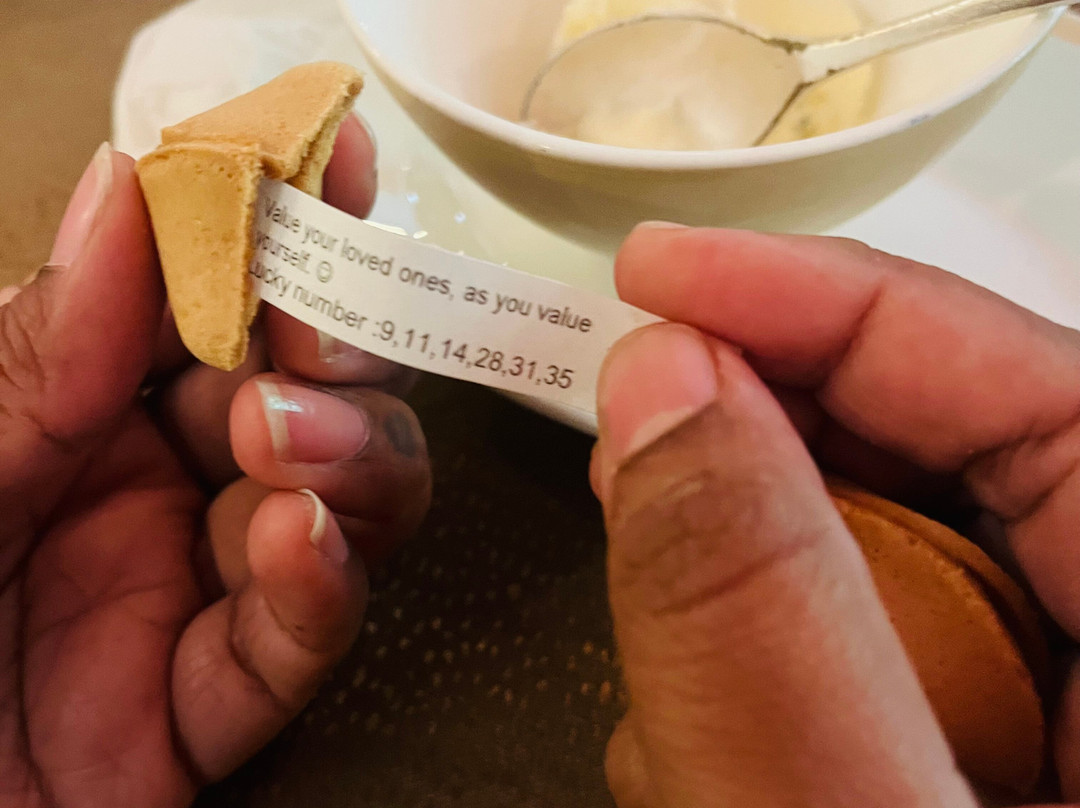 Value your loved ones, as you value
yourself. ☺
Lucky number :9,11,14,28,31,35